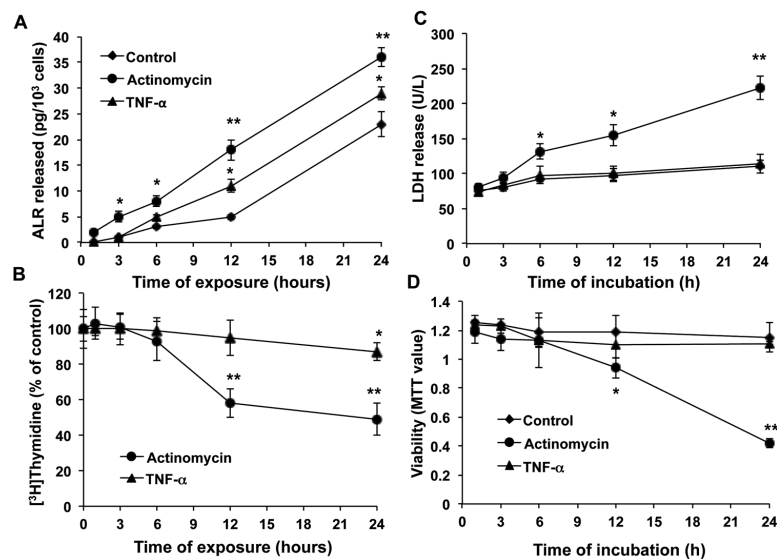 A
ALR released (pg/10³ cells)
40
35
30
25
20
15
10
5
0
Control
Actinomycin
TNF-α
*
*
**
*
**
*
0 3 6 9 12 15 18 21 24
Time of exposure (hours)
C
LDH release (U/L)
350
300
250
200
150
100
50
0
*
*
**
0 3 6 9 12 15 18 21 24
Time of incubation (h)
B
[³H]Thymidine (% of control)
120
100
80
60
40
20
0
**
*
**
Actinomycin
TNF-α
0 3 6 9 12 15 18 21 24
Time of exposure (hours)
D
Viability (MTT value)
1.4
1.2
1
0.8
0.6
0.4
0.2
0
*
**
Control
Actinomycin
TNF-α
0 3 6 9 12 15 18 21 24
Time of incubation (h)